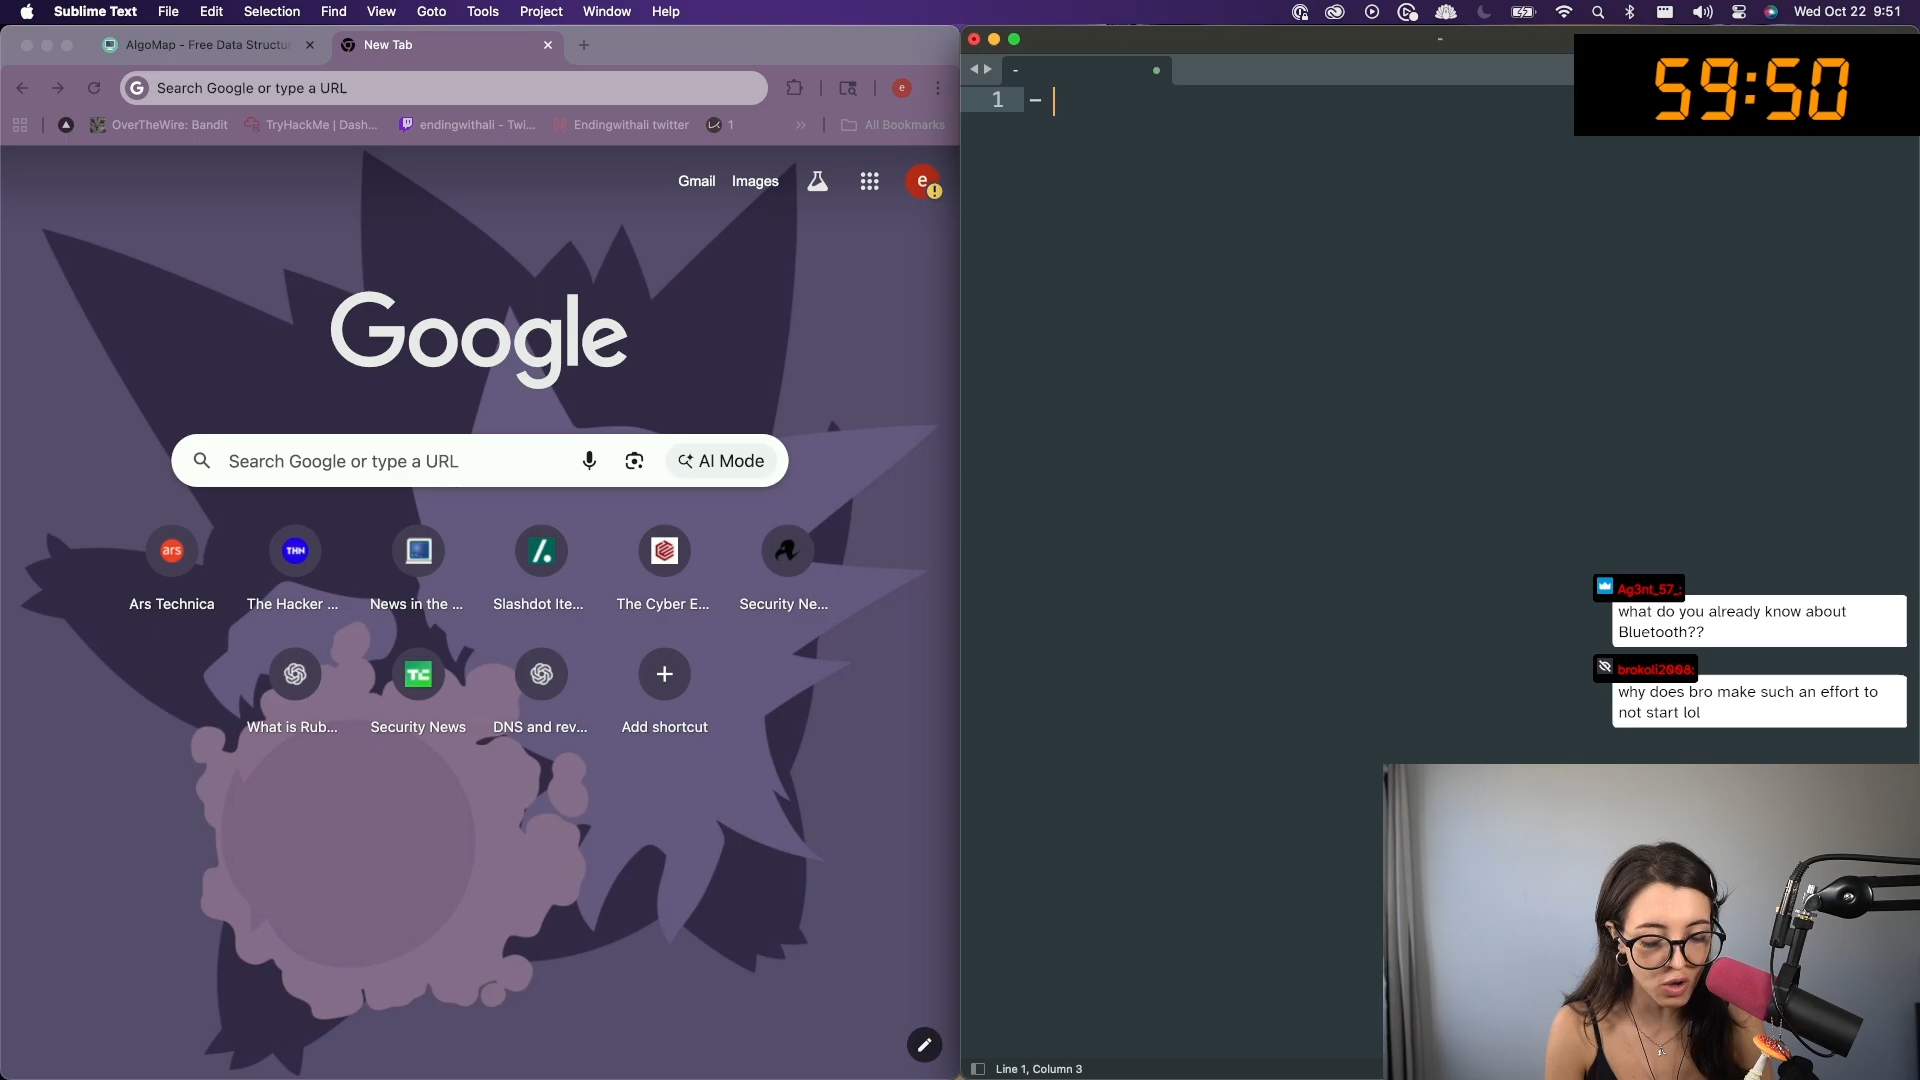 Sublime Text File Edit Selection Find View Goto Tools Project Window Help Wed Oct 22 9:51
AlgoMap - Free Data Structu
New Tab
Search Google or type a URL
OverTheWire: Bandit
TryHackMe | Dash...
endingwithali - Twi...
Endingwithali twitter
1
All Bookmarks
Gmail Images
e
Google
Search Google or type a URL
AI Mode
ars
THN
Ars Technica
The Hacker ...
News in the ...
Slashdot Ite...
The Cyber E...
Security Ne...
TC
What is Rub...
Security News
DNS and rev...
Add shortcut
-
-
1 -
59:50
Ag3nt_57_:
what do you already know about
Bluetooth??
brokoli2008:
why does bro make such an effort to
not start lol
Line 1, Column 3